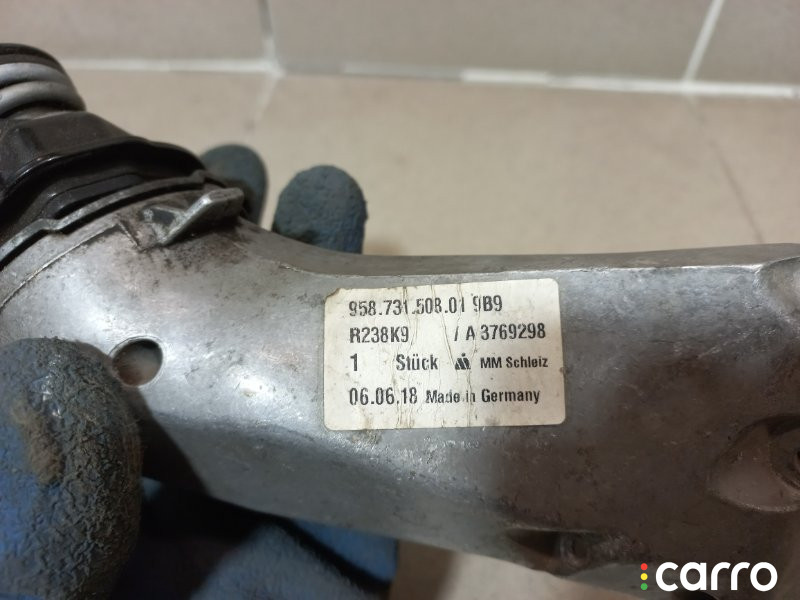 958.731.508.01 9B9
R238K9 / A 3769298
1 Stück MM Schleiz
06.06.18 Made in Germany
carro